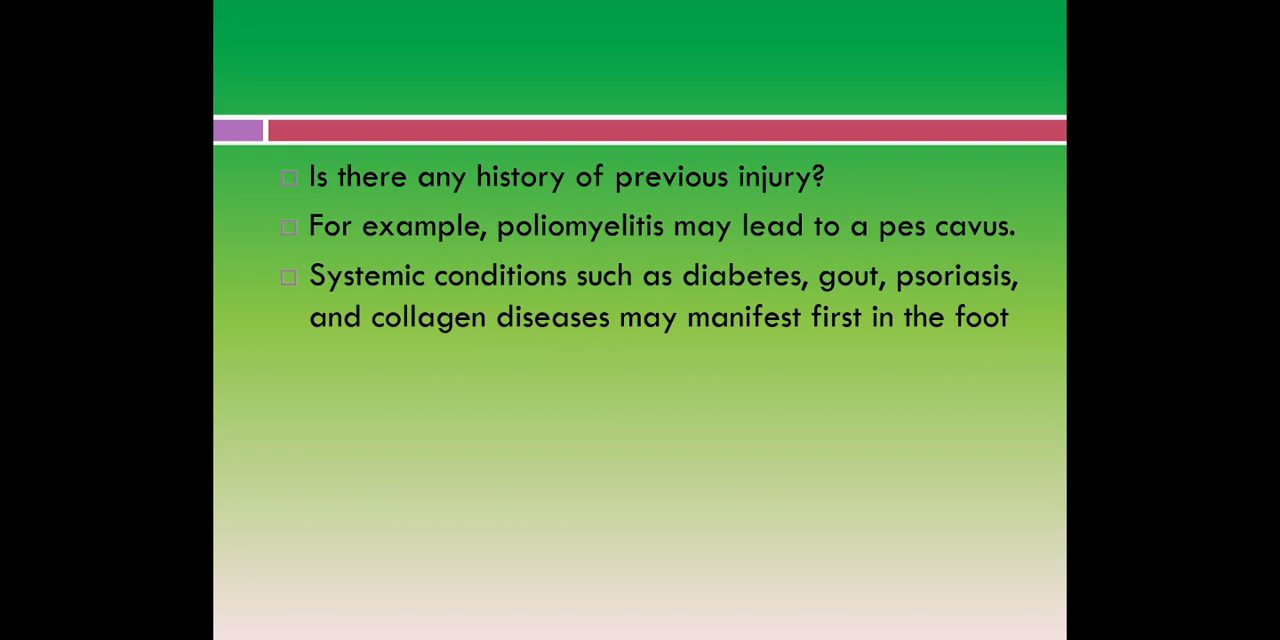 Is there any history of previous injury?
For example, poliomyelitis may lead to a pes cavus.
Systemic conditions such as diabetes, gout, psoriasis,
and collagen diseases may manifest first in the foot